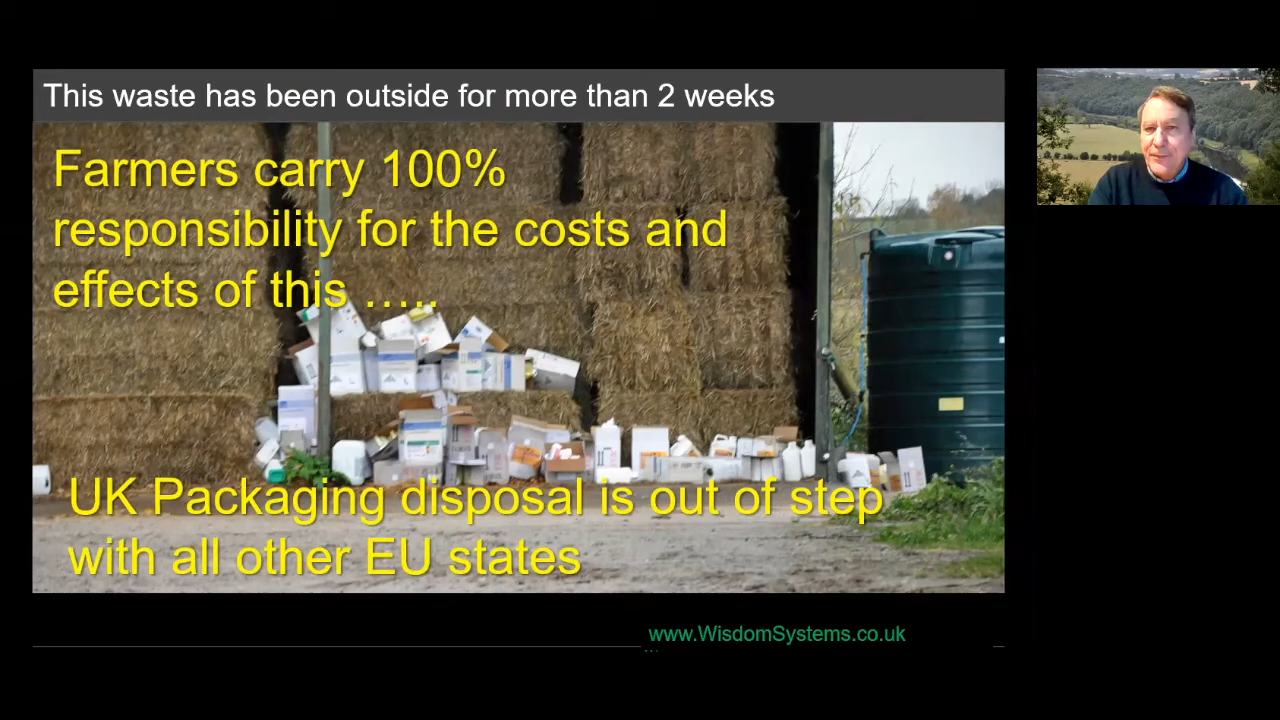 This waste has been outside for more than 2 weeks
Farmers carry 100%
responsibility for the costs and
effects of this …..
UK Packaging disposal is out of step
with all other EU states
www.WisdomSystems.co.uk